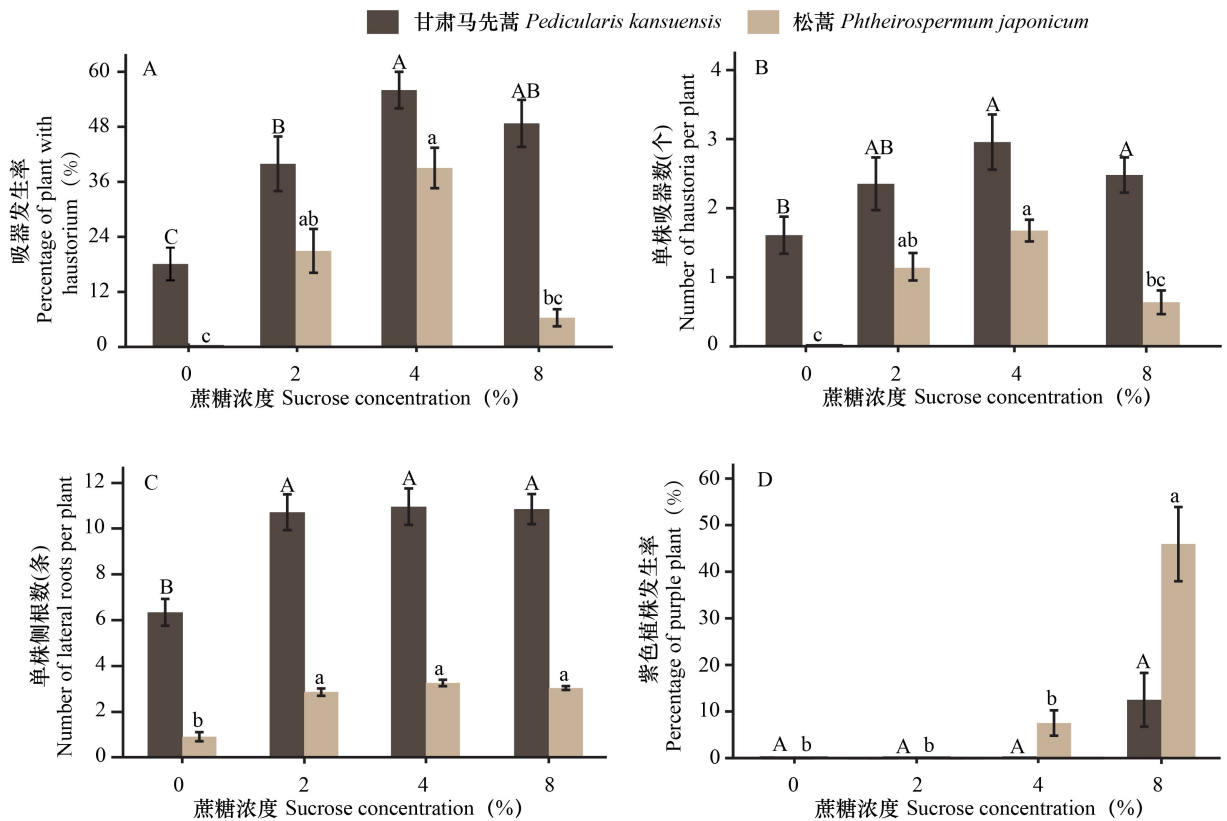 甘肃马先蒿 Pedicularis kansuensis
松蒿 Phtheirospermum japonicum
A
吸器发生率
Percentage of plant with
haustorium（%）
60
48
36
24
12
0
C
c
B
ab
A
a
AB
bc
0 2 4 8
蔗糖浓度 Sucrose concentration（%）
B
单株吸器数(个)
Number of haustoria per plant
4
3
2
1
0
B
c
AB
ab
A
a
A
bc
0 2 4 8
蔗糖浓度 Sucrose concentration（%）
C
单株侧根数(条)
Number of lateral roots per plant
12
10
8
6
4
2
0
B
b
A
a
A
a
A
a
0 2 4 8
蔗糖浓度 Sucrose concentration（%）
D
紫色植株发生率
Percentage of purple plant（%）
60
50
40
30
20
10
0
A b
A b
A
b
A
a
0 2 4 8
蔗糖浓度 Sucrose concentration（%）